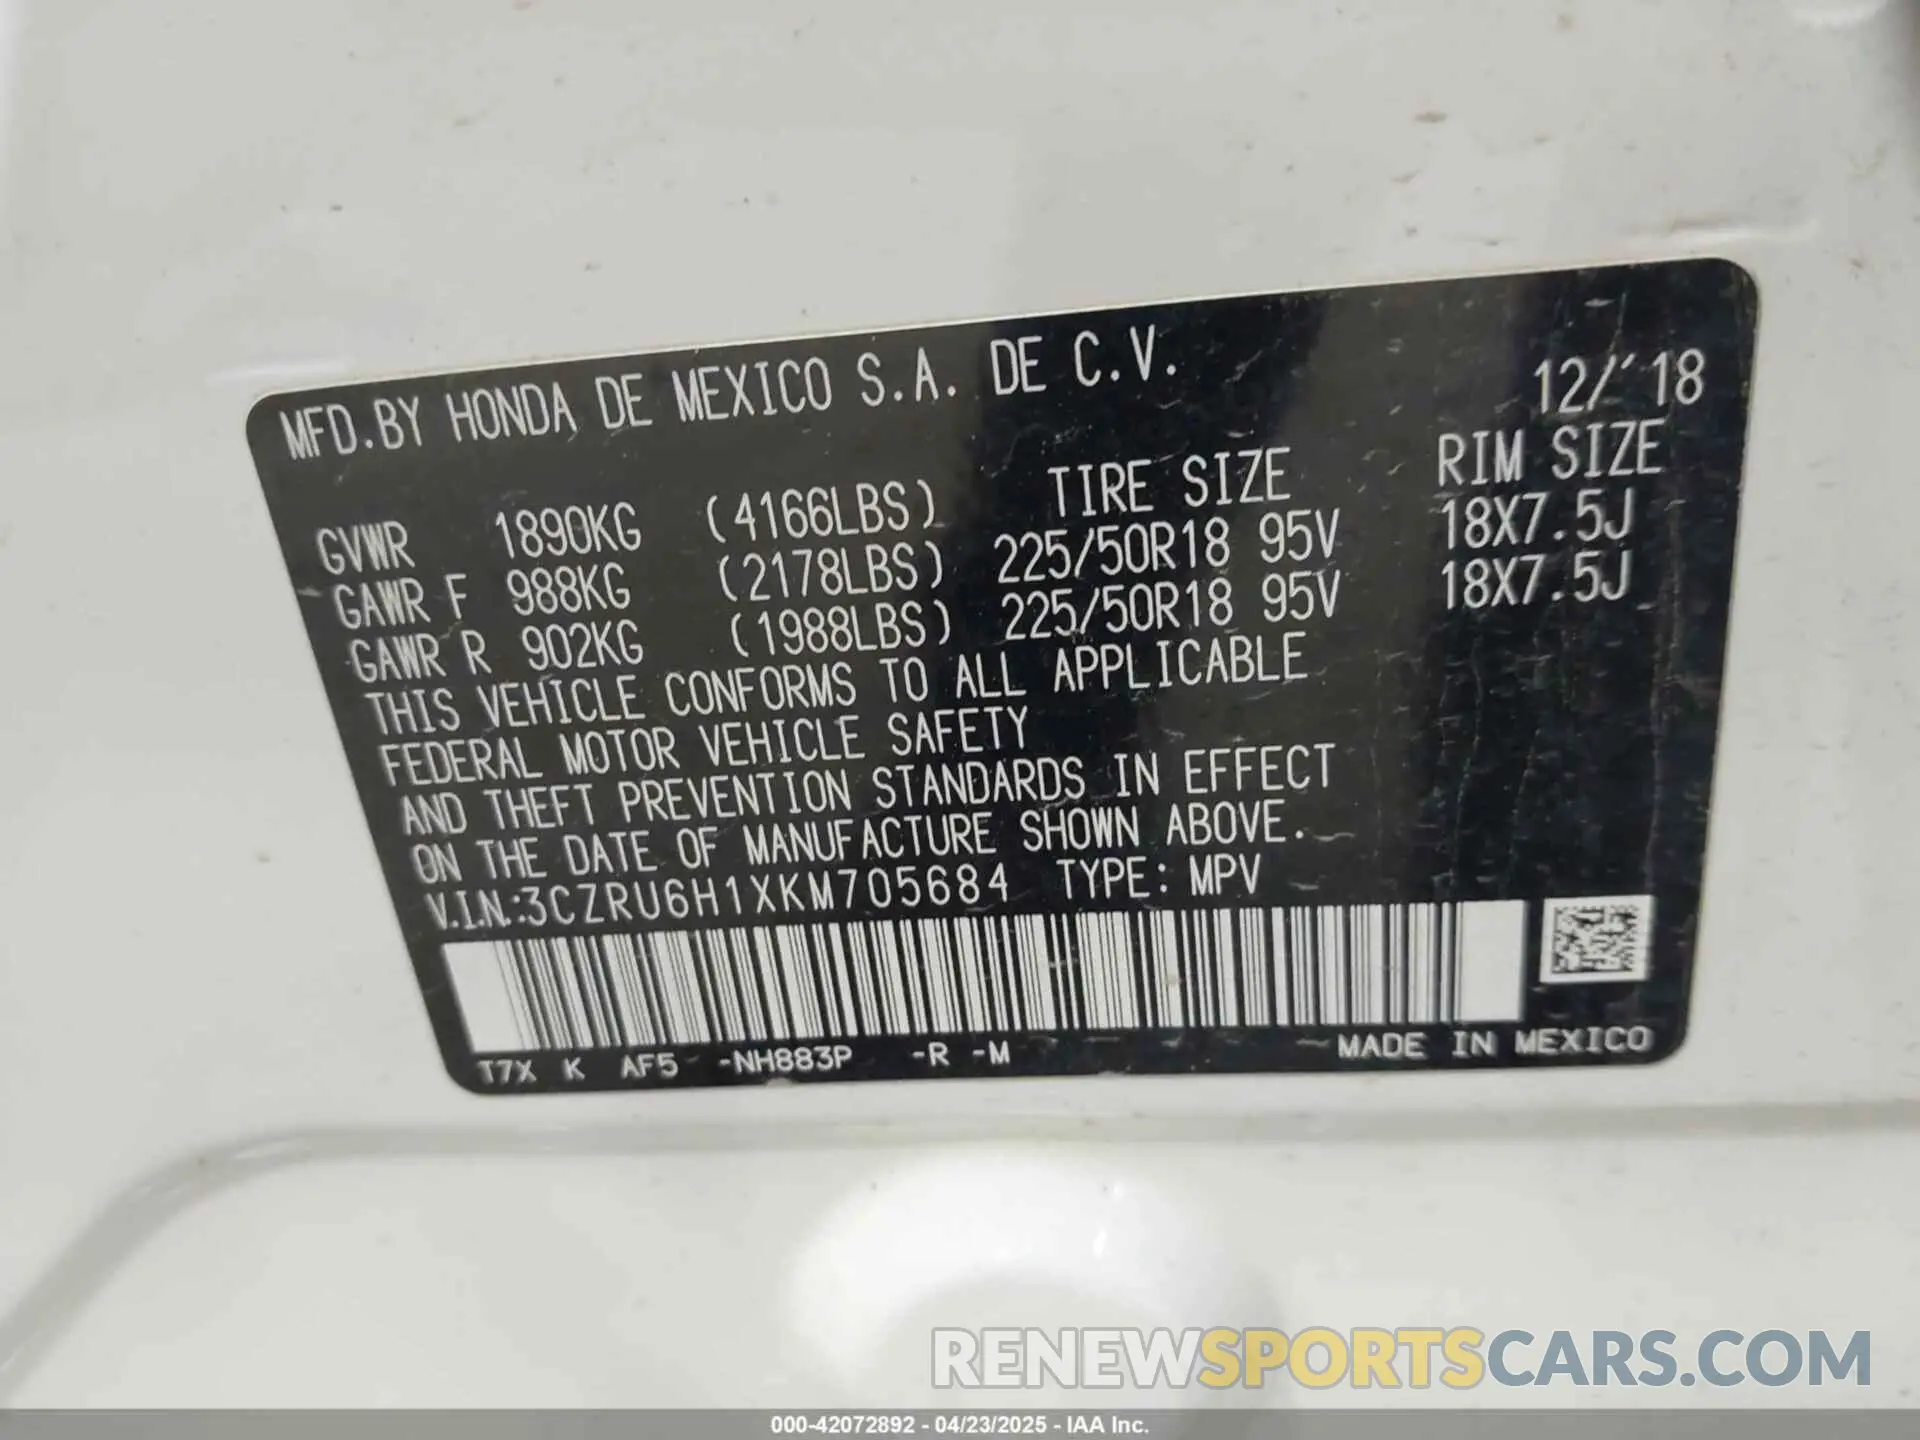 MFD.BY HONDA DE MEXICO S.A. DE C.V. 12/'18
TIRE SIZE RIM SIZE
GVWR 1890KG (4166LBS)
GAWR F 988KG (2178LBS) 225/50R18 95V 18X7.5J
GAWR R 902KG (1988LBS) 225/50R18 95V 18X7.5J
THIS VEHICLE CONFORMS TO ALL APPLICABLE
FEDERAL MOTOR VEHICLE SAFETY
AND THEFT PREVENTION STANDARDS IN EFFECT
ON THE DATE OF MANUFACTURE SHOWN ABOVE.
V.I.N.:3CZRU6H1XKM705684 TYPE: MPV
T7X K AF5 -NH883P -R -M MADE IN MEXICO
RENEWSPORTSCARS.COM
000-42072892 - 04/23/2025 - IAA Inc.